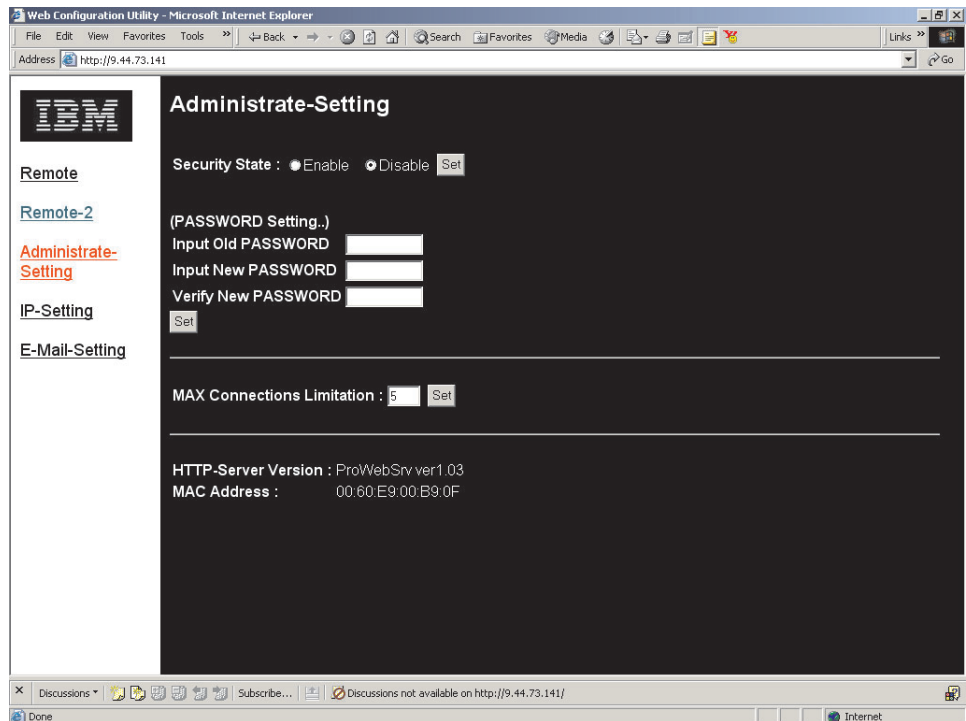 Web Configuration Utility - Microsoft Internet Explorer
File Edit View Favorites Tools » Back Search Favorites Media Links »
Address http://9.44.73.141 Go
IBM
Administrate-Setting
Security State : Enable Disable Set
Remote
Remote-2
Administrate-
Setting
IP-Setting
E-Mail-Setting
(PASSWORD Setting..)
Input Old PASSWORD
Input New PASSWORD
Verify New PASSWORD
Set
MAX Connections Limitation : 5 Set
HTTP-Server Version : ProWebSrv ver1.03
MAC Address : 00:60:E9:00:B9:0F
Discussions Subscribe... Discussions not available on http://9.44.73.141/
Done Internet